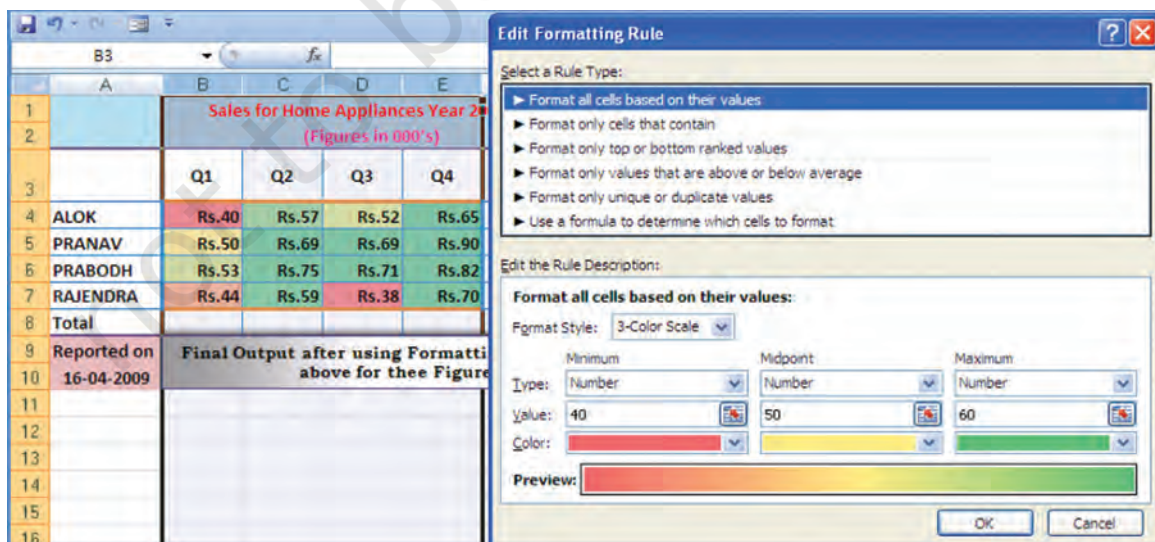 B3
fx
A B C D E
1 Sales for Home Appliances Year 2
2 (Figures in 000's)
3 Q1 Q2 Q3 Q4
4 ALOK Rs.40 Rs.57 Rs.52 Rs.65
5 PRANAV Rs.50 Rs.69 Rs.69 Rs.90
6 PRABODH Rs.53 Rs.75 Rs.71 Rs.82
7 RAJENDRA Rs.44 Rs.59 Rs.38 Rs.70
8 Total
9 Reported on Final Output after using Formatti
10 16-04-2009 above for thee Figure
11
12
13
14
15
16
Edit Formatting Rule
Select a Rule Type:
► Format all cells based on their values
► Format only cells that contain
► Format only top or bottom ranked values
► Format only values that are above or below average
► Format only unique or duplicate values
► Use a formula to determine which cells to format
Edit the Rule Description:
Format all cells based on their values:
Format Style: 3-Color Scale
Minimum Midpoint Maximum
Type: Number Number Number
Value: 40 50 60
Color:
Preview:
OK Cancel